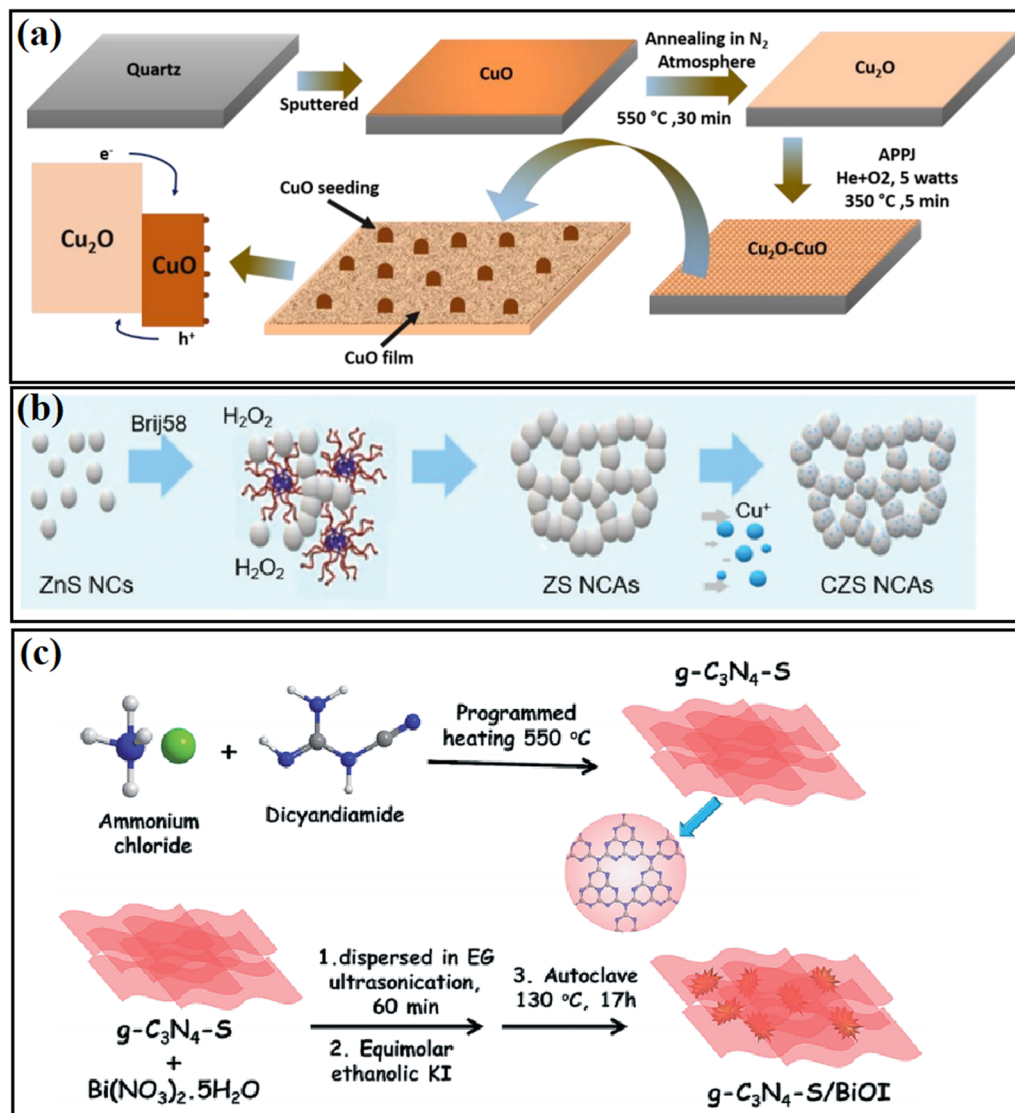 (a)
Quartz
Sputtered
CuO
Annealing in N₂
Atmosphere
550 °C ,30 min
Cu₂O
APPJ
He+O2, 5 watts
350 °C ,5 min
Cu₂O-CuO
CuO seeding
CuO film
e⁻
Cu₂O
CuO
h⁺
(b)
Brij58
H₂O₂
H₂O₂
ZnS NCs
ZS NCAs
Cu⁺
CZS NCAs
(c)
Ammonium
chloride
+
Dicyandiamide
Programmed
heating 550 °C
g-C₃N₄-S
g-C₃N₄-S
+
Bi(NO₃)₂.5H₂O
1.dispersed in EG
ultrasonication,
60 min
2. Equimolar
ethanolic KI
3. Autoclave
130 °C, 17h
g-C₃N₄-S/BiOI